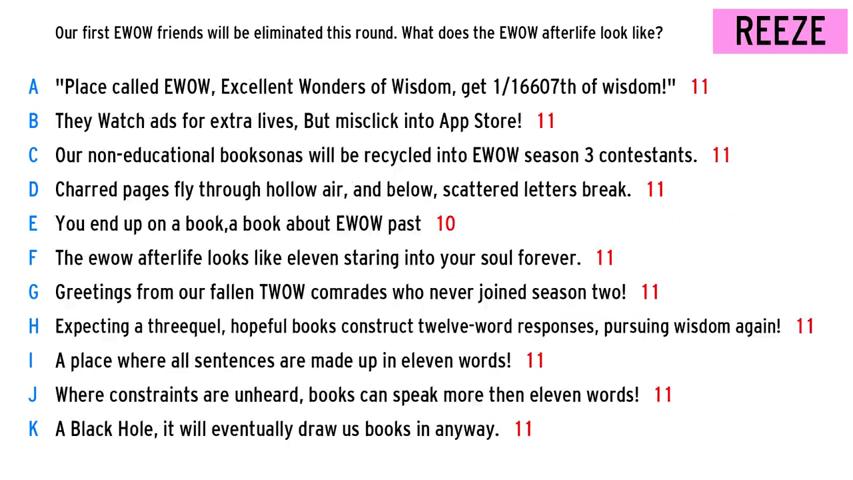 Our first EWOW friends will be eliminated this round. What does the EWOW afterlife look like?
REEZE
A "Place called EWOW, Excellent Wonders of Wisdom, get 1/16607th of wisdom!" 11
B They Watch ads for extra lives, But misclick into App Store! 11
C Our non-educational booksonas will be recycled into EWOW season 3 contestants. 11
D Charred pages fly through hollow air, and below, scattered letters break. 11
E You end up on a book,a book about EWOW past 10
F The ewow afterlife looks like eleven staring into your soul forever. 11
G Greetings from our fallen TWOW comrades who never joined season two! 11
H Expecting a threequel, hopeful books construct twelve-word responses, pursuing wisdom again! 11
I A place where all sentences are made up in eleven words! 11
J Where constraints are unheard, books can speak more then eleven words! 11
K A Black Hole, it will eventually draw us books in anyway. 11